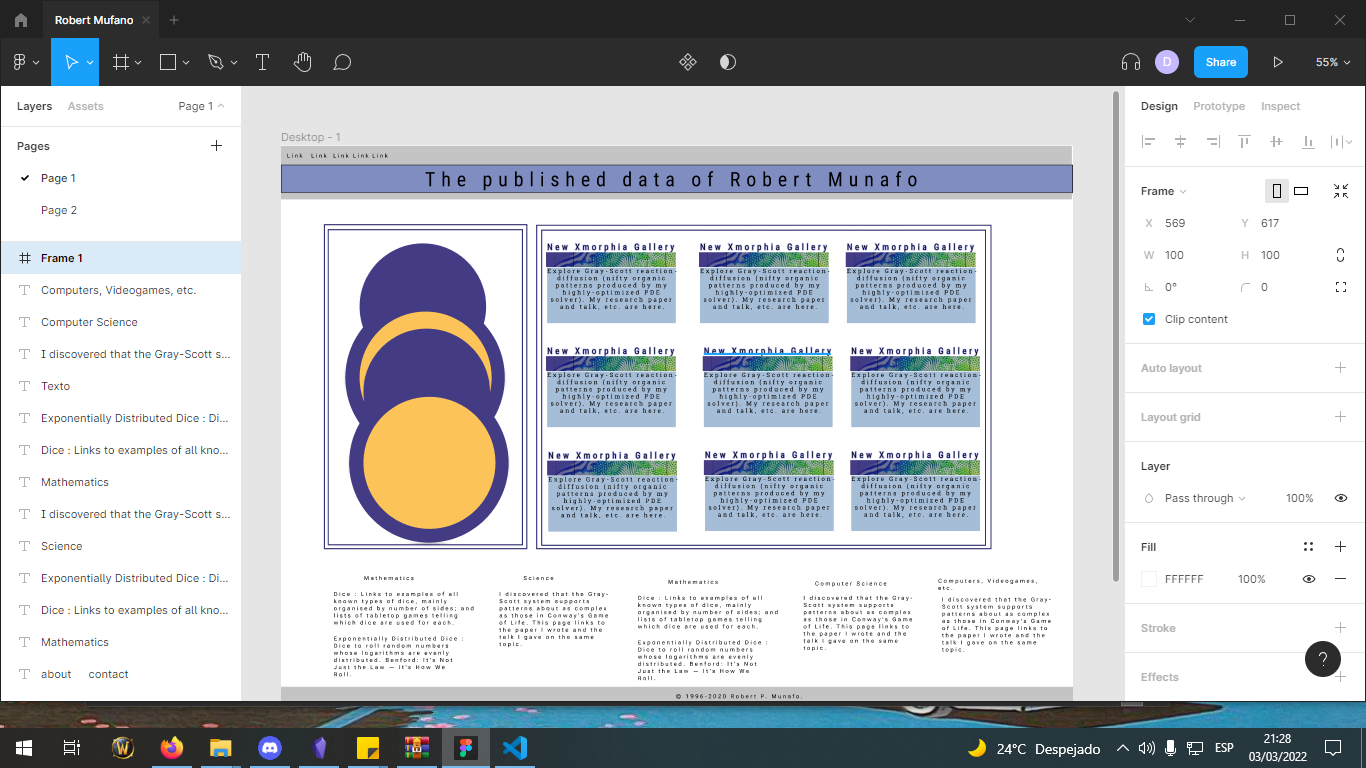 Robert Mufano
Share
55%
Layers
Assets
Page 1
Pages
Page 1
Page 2
Frame 1
Computers, Videogames, etc.
Computer Science
I discovered that the Gray-Scott s...
Texto
Exponentially Distributed Dice : Di...
Dice : Links to examples of all kno...
Mathematics
I discovered that the Gray-Scott s...
Science
Exponentially Distributed Dice : Di...
Dice : Links to examples of all kno...
Mathematics
about contact
Desktop - 1
Link Link Link Link Link
The published data of Robert Munafo
New Xmorphia Gallery
Explore Gray-Scott reaction-
diffusion (nifty organic
patterns produced by my
highly-optimized PDE
solver). My research paper
and talk, etc. are here.
New Xmorphia Gallery
Explore Gray-Scott reaction-
diffusion (nifty organic
patterns produced by my
highly-optimized PDE
solver). My research paper
and talk, etc. are here.
New Xmorphia Gallery
Explore Gray-Scott reaction-
diffusion (nifty organic
patterns produced by my
highly-optimized PDE
solver). My research paper
and talk, etc. are here.
New Xmorphia Gallery
Explore Gray-Scott reaction-
diffusion (nifty organic
patterns produced by my
highly-optimized PDE
solver). My research paper
and talk, etc. are here.
New Xmorphia Gallery
Explore Gray-Scott reaction-
diffusion (nifty organic
patterns produced by my
highly-optimized PDE
solver). My research paper
and talk, etc. are here.
New Xmorphia Gallery
Explore Gray-Scott reaction-
diffusion (nifty organic
patterns produced by my
highly-optimized PDE
solver). My research paper
and talk, etc. are here.
New Xmorphia Gallery
Explore Gray-Scott reaction-
diffusion (nifty organic
patterns produced by my
highly-optimized PDE
solver). My research paper
and talk, etc. are here.
New Xmorphia Gallery
Explore Gray-Scott reaction-
diffusion (nifty organic
patterns produced by my
highly-optimized PDE
solver). My research paper
and talk, etc. are here.
New Xmorphia Gallery
Explore Gray-Scott reaction-
diffusion (nifty organic
patterns produced by my
highly-optimized PDE
solver). My research paper
and talk, etc. are here.
Mathematics
Dice : Links to examples of all
known types of dice, mainly
organised by number of sides; and
lists of tabletop games telling
which dice are used for each.
Exponentially Distributed Dice :
Dice to roll random numbers
whose logarithms are evenly
distributed. Benford: It's Not
Just the Law — It's How We
Roll.
Science
I discovered that the Gray-
Scott system supports
patterns about as complex
as those in Conway's Game
of Life. This page links to
the paper I wrote and the
talk I gave on the same
topic.
Mathematics
Dice : Links to examples of all
known types of dice, mainly
organised by number of sides; and
lists of tabletop games telling
which dice are used for each.
Exponentially Distributed Dice :
Dice to roll random numbers
whose logarithms are evenly
distributed. Benford: It's Not
Just the Law — It's How We
Roll.
Computer Science
I discovered that the Gray-
Scott system supports
patterns about as complex
as those in Conway's Game
of Life. This page links to
the paper I wrote and the
talk I gave on the same
topic.
Computers, Videogames,
etc.
I discovered that the Gray-
Scott system supports
patterns about as complex
as those in Conway's Game
of Life. This page links to
the paper I wrote and the
talk I gave on the same
topic.
© 1996-2020 Robert P. Munafo.
Design
Prototype
Inspect
Frame
X 569
Y 617
W 100
H 100
0°
0
Clip content
Auto layout
Layout grid
Layer
Pass through
100%
Fill
FFFFFF
100%
Stroke
Effects
?
D
24°C Despejado
ESP
21:28
03/03/2022